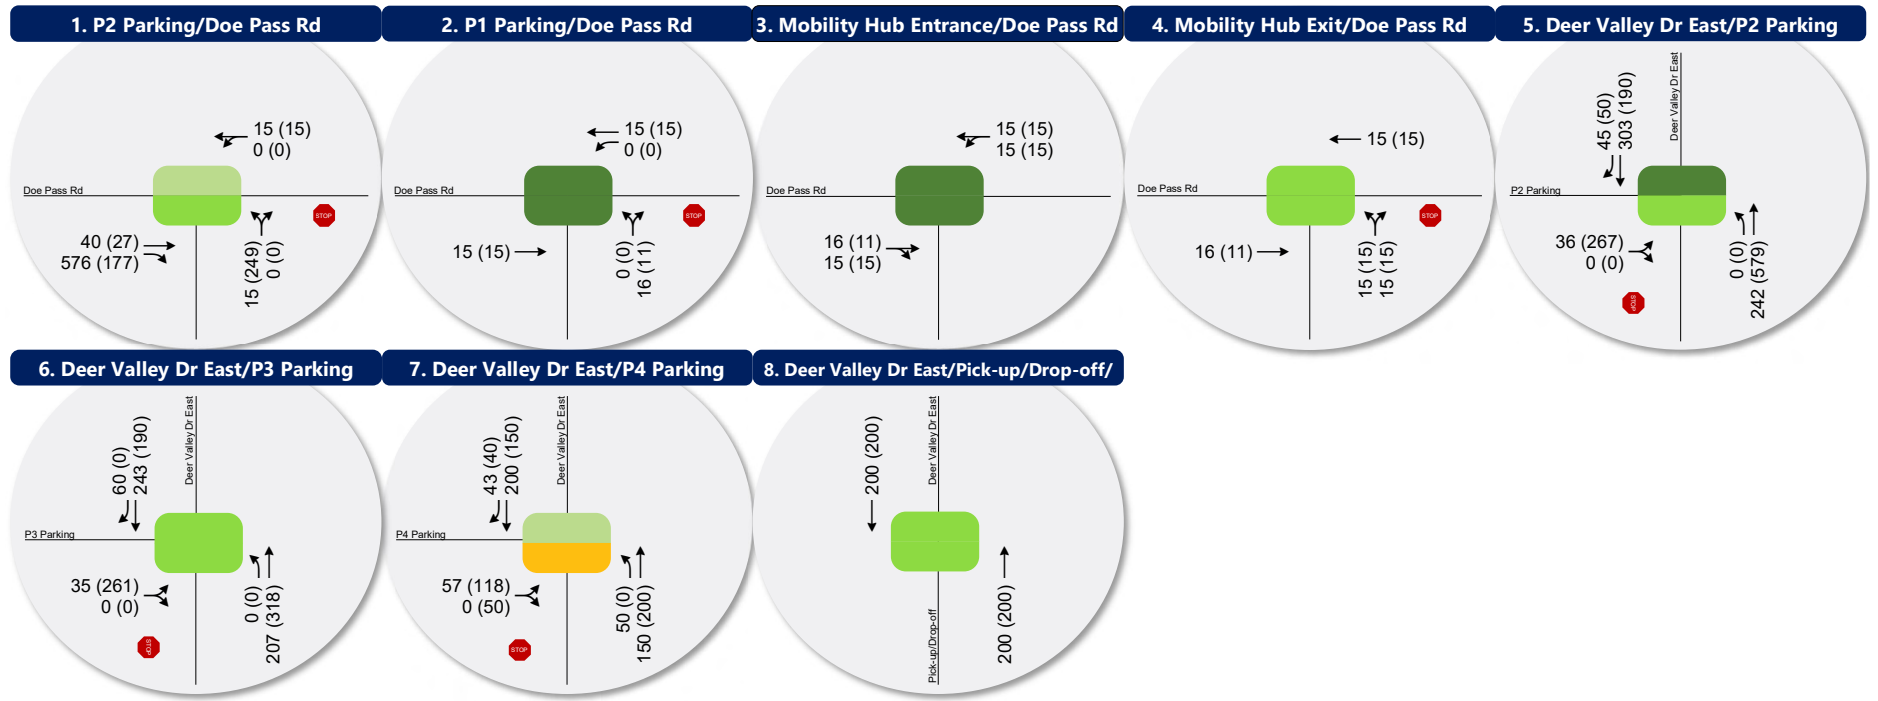 1. P2 Parking/Doe Pass Rd
15 (15)
0 (0)
Doe Pass Rd
40 (27)
576 (177)
15 (249)
0 (0)
STOP
2. P1 Parking/Doe Pass Rd
15 (15)
0 (0)
Doe Pass Rd
15 (15)
0 (0)
16 (11)
STOP
3. Mobility Hub Entrance/Doe Pass Rd
15 (15)
15 (15)
Doe Pass Rd
16 (11)
15 (15)
4. Mobility Hub Exit/Doe Pass Rd
15 (15)
Doe Pass Rd
16 (11)
15 (15)
15 (15)
STOP
5. Deer Valley Dr East/P2 Parking
45 (50)
303 (190)
Deer Valley Dr East
P2 Parking
36 (267)
0 (0)
0 (0)
242 (579)
STOP
6. Deer Valley Dr East/P3 Parking
60 (0)
243 (190)
Deer Valley Dr East
P3 Parking
35 (261)
0 (0)
0 (0)
207 (318)
STOP
7. Deer Valley Dr East/P4 Parking
43 (40)
200 (150)
Deer Valley Dr East
P4 Parking
57 (118)
0 (50)
50 (0)
150 (200)
STOP
8. Deer Valley Dr East/Pick-up/Drop-off/
200 (200)
Deer Valley Dr East
Pick-up/Drop-off
200 (200)